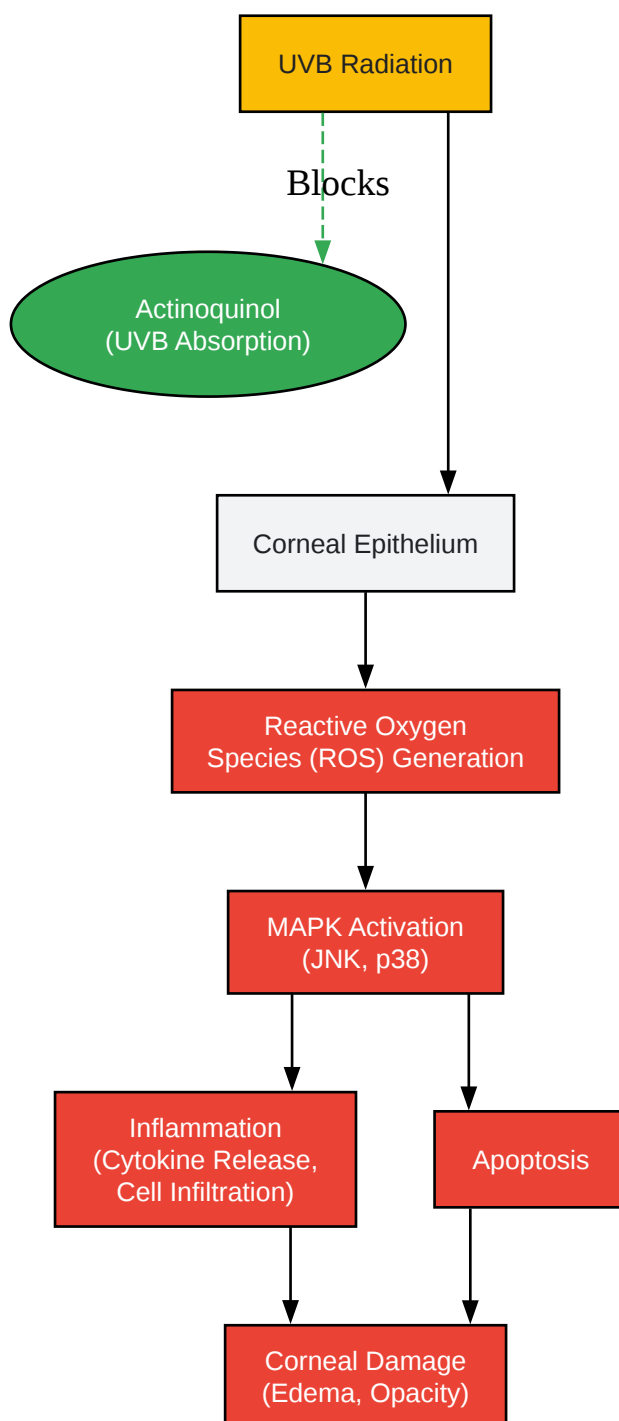 UVB Radiation
Blocks
Actinoquinol
(UVB Absorption)
Corneal Epithelium
Reactive Oxygen
Species (ROS) Generation
MAPK Activation
(JNK, p38)
Inflammation
(Cytokine Release,
Cell Infiltration)
Apoptosis
Corneal Damage
(Edema, Opacity)